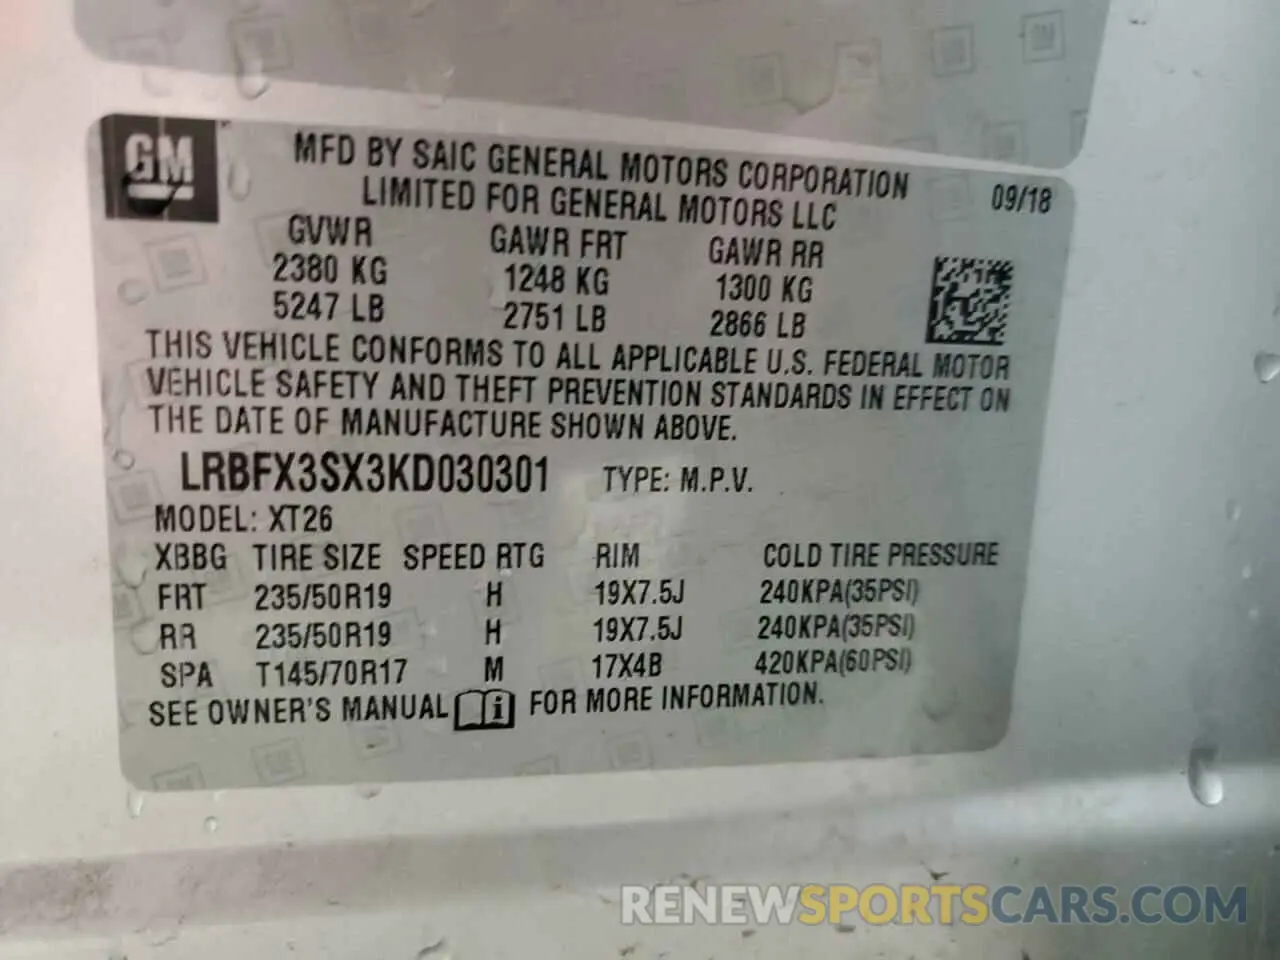 GM
MFD BY SAIC GENERAL MOTORS CORPORATION
LIMITED FOR GENERAL MOTORS LLC
09/18
GVWR GAWR FRT GAWR RR
2380 KG 1248 KG 1300 KG
5247 LB 2751 LB 2866 LB
THIS VEHICLE CONFORMS TO ALL APPLICABLE U.S. FEDERAL MOTOR
VEHICLE SAFETY AND THEFT PREVENTION STANDARDS IN EFFECT ON
THE DATE OF MANUFACTURE SHOWN ABOVE.
LRBFX3SX3KD030301 TYPE: M.P.V.
MODEL: XT26
XBBG TIRE SIZE SPEED RTG RIM COLD TIRE PRESSURE
FRT 235/50R19 H 19X7.5J 240KPA(35PSI)
RR 235/50R19 H 19X7.5J 240KPA(35PSI)
SPA T145/70R17 M 17X4B 420KPA(60PSI)
SEE OWNER'S MANUAL i FOR MORE INFORMATION.
RENEWSPORTSCARS.COM